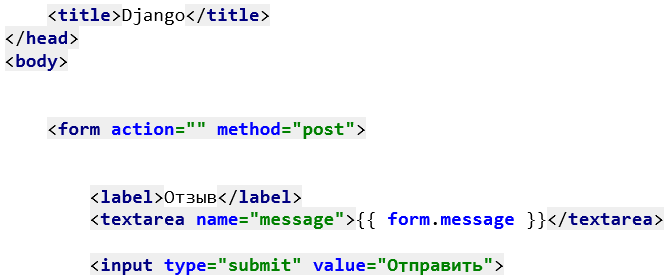 <title>Django</title>
</head>
<body>
<form action="" method="post">
<label>Отзыв</label>
<textarea name="message">{{ form.message }}</textarea>
<input type="submit" value="Отправить">